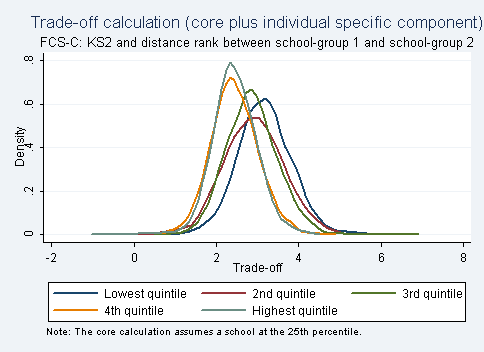 Trade-off calculation (core plus individual specific component)
FCS-C: KS2 and distance rank between school-group 1 and school-group 2
Density
0 .2 .4 .6 .8
-2 0 2 4 6 8
Trade-off
Lowest quintile 2nd quintile 3rd quintile
4th quintile Highest quintile
Note: The core calculation assumes a school at the 25th percentile.